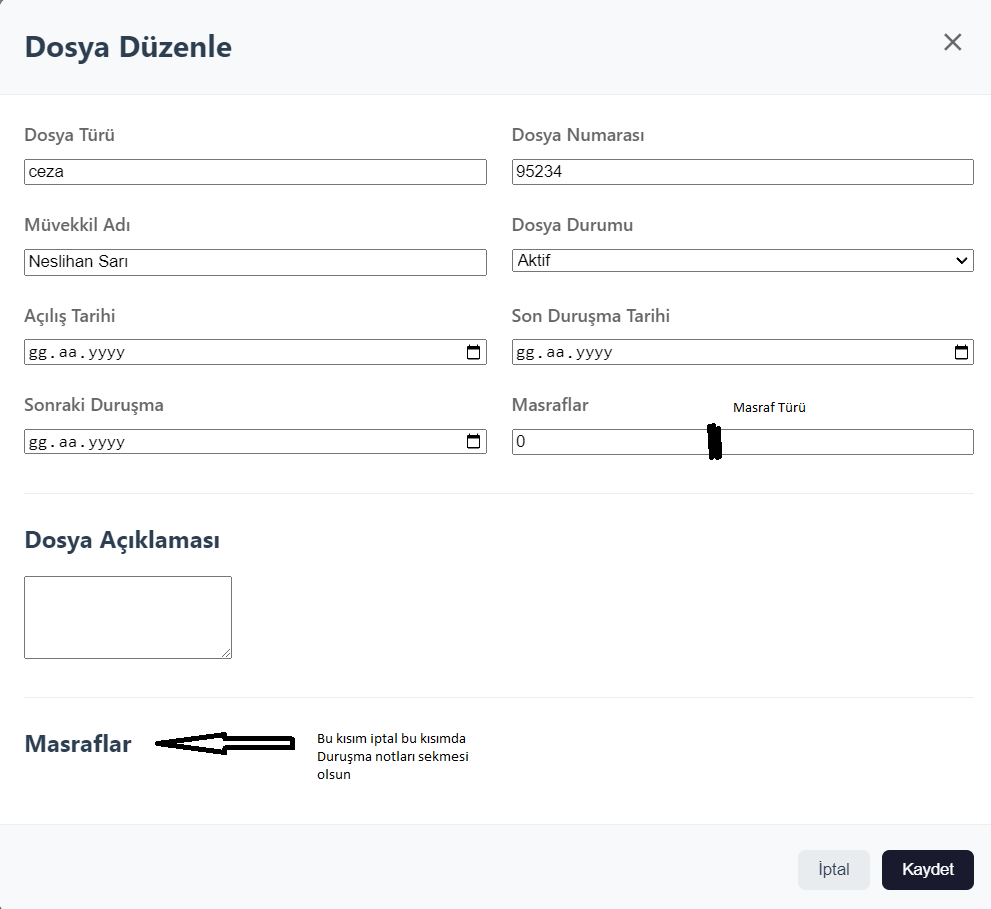 Dosya Düzenle
Dosya Türü
Dosya Numarası
ceza
95234
Müvekkil Adı
Dosya Durumu
Neslihan Sarı
Aktif
Açılış Tarihi
Son Duruşma Tarihi
gg.aa.yyyy
gg.aa.yyyy
Sonraki Duruşma
Masraflar
Masraf Türü
gg.aa.yyyy
0
Dosya Açıklaması
Masraflar
Bu kısım iptal bu kısımda
Duruşma notları sekmesi
olsun
İptal
Kaydet